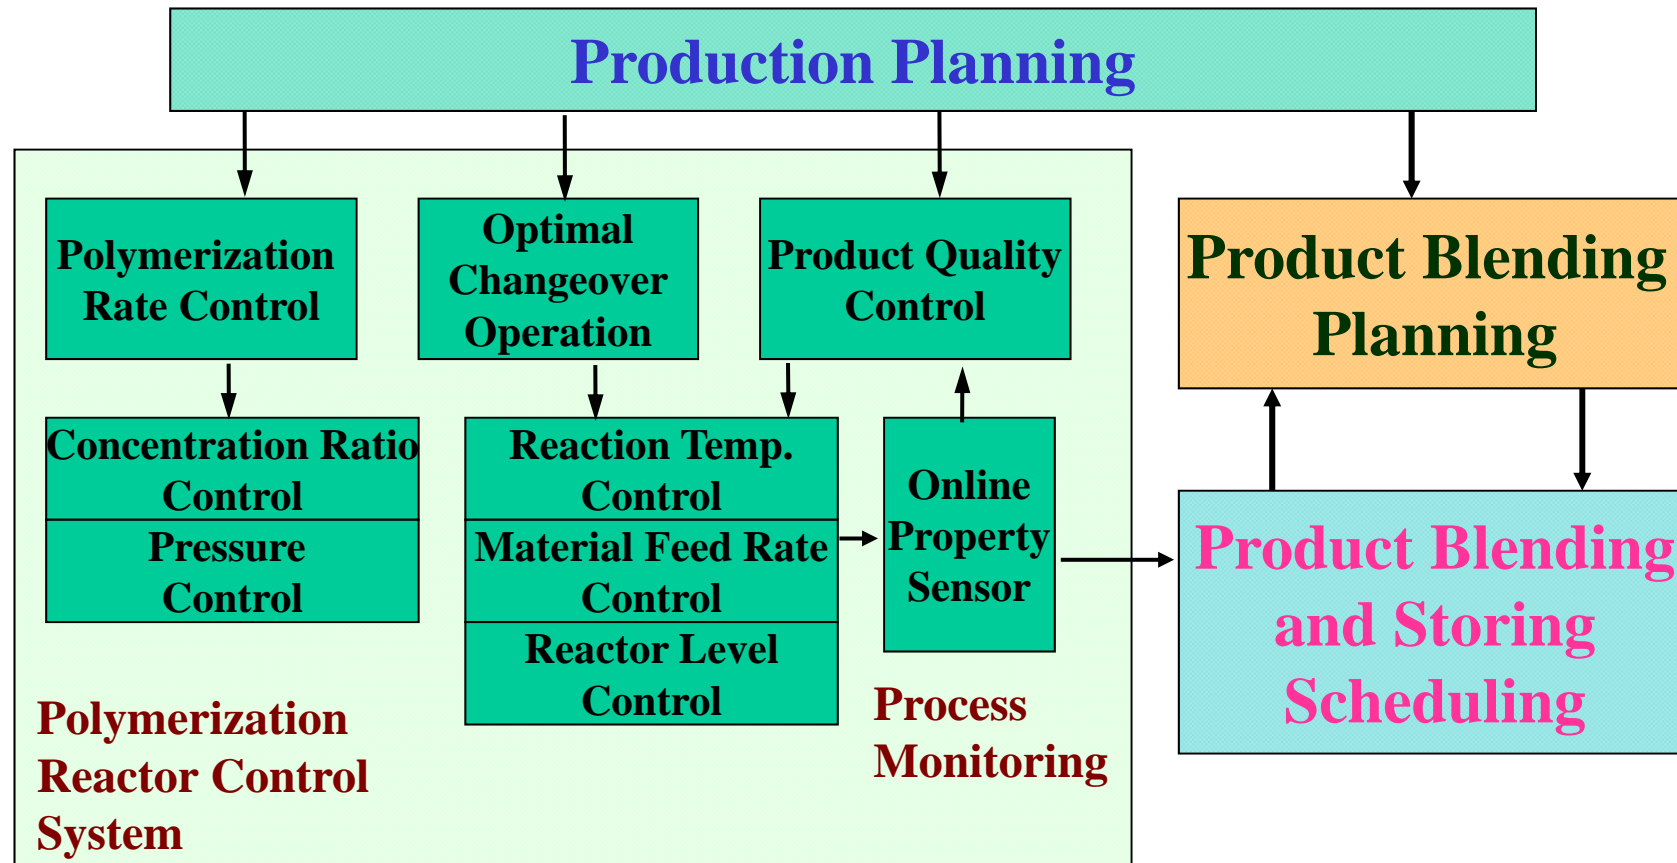 Production Planning
Polymerization
Rate Control
Optimal
Changeover
Operation
Product Quality
Control
Product Blending
Planning
Concentration Ratio
Control
Pressure
Control
Reaction Temp.
Control
Material Feed Rate
Control
Reactor Level
Control
Online
Property
Sensor
Product Blending
and Storing
Scheduling
Polymerization
Reactor Control
System
Process
Monitoring